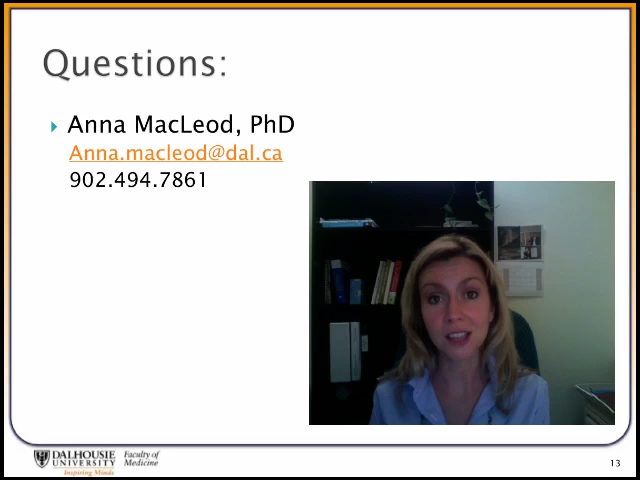 Questions:
Anna MacLeod, PhD
Anna.macleod@dal.ca
902.494.7861
DALHOUSIE
UNIVERSITY
Inspiring Minds
Faculty of
Medicine
13